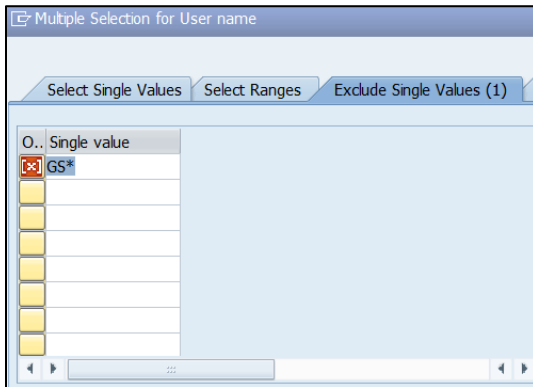 Multiple Selection for User name
Select Single Values Select Ranges Exclude Single Values (1)
O.. Single value
GS*